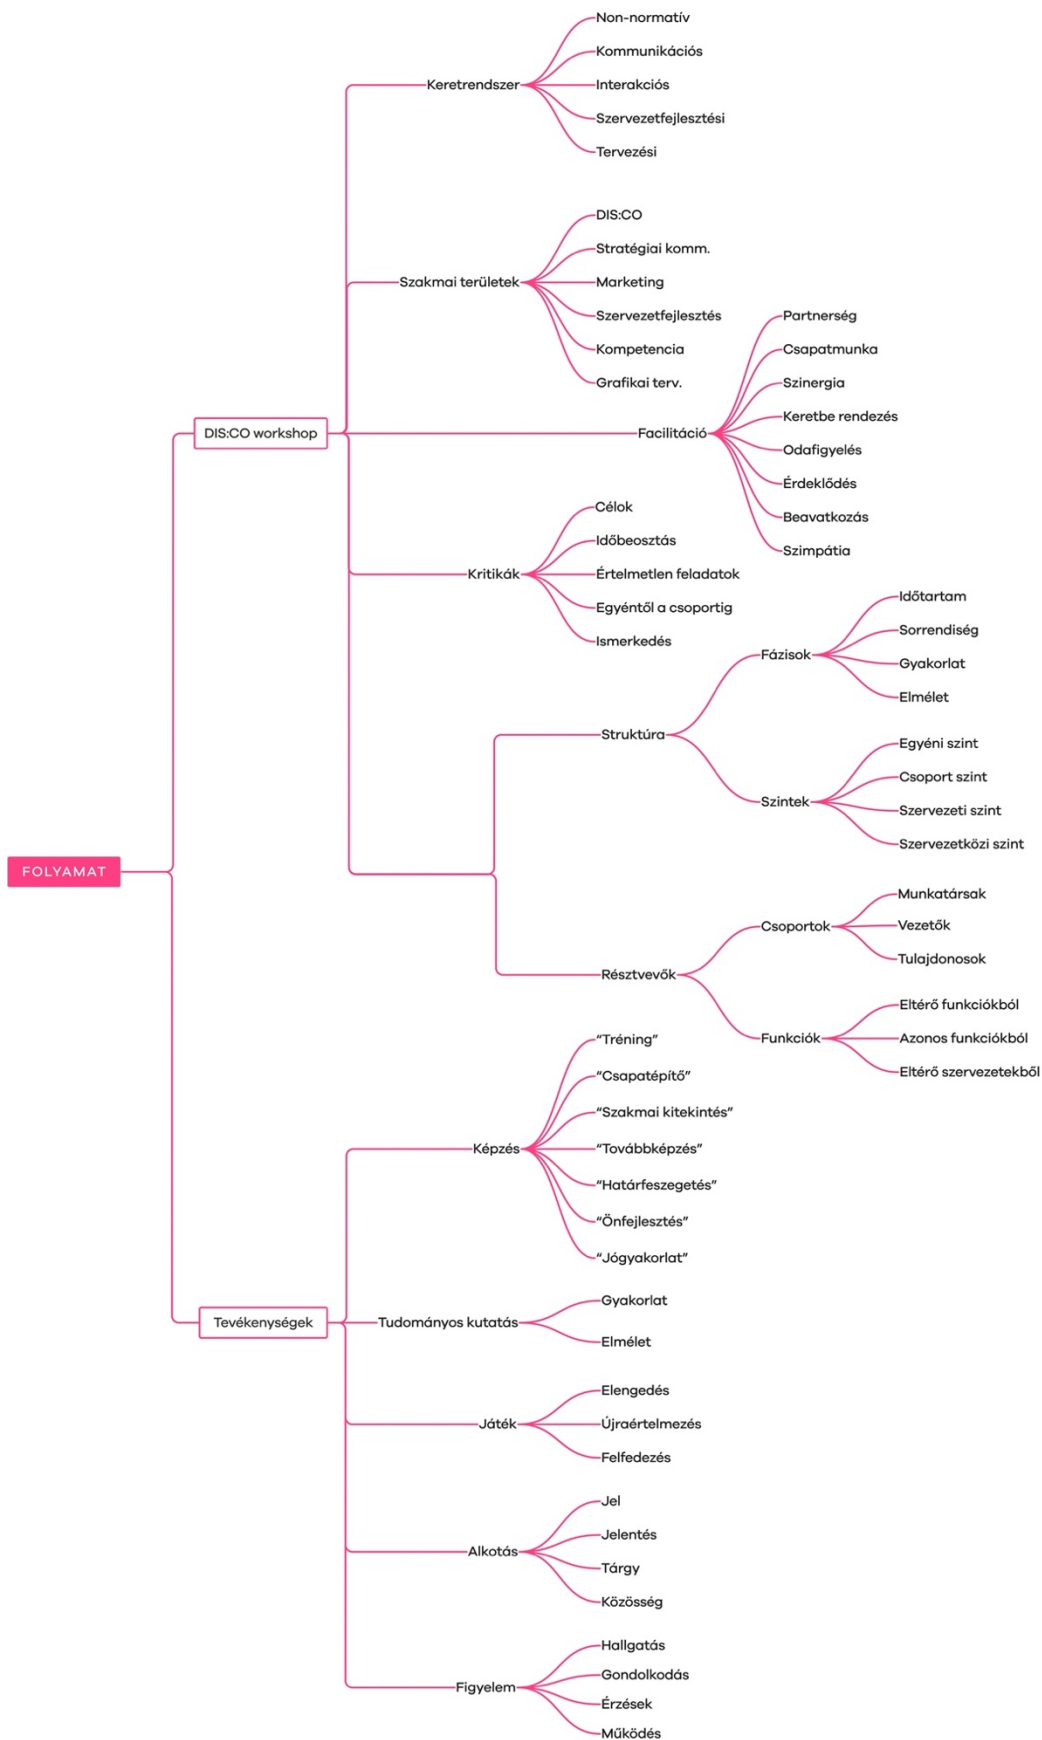 FOLYAMAT
DIS:CO workshop
Keretrendszer
Non-normatív
Kommunikációs
Interakciós
Szervezetfejlesztési
Tervezési
Szakmai területek
DIS:CO
Stratégiai komm.
Marketing
Szervezetfejlesztés
Kompetencia
Grafikai terv.
Facilitáció
Partnerség
Csapatmunka
Szinergia
Keretbe rendezés
Odafigyelés
Érdeklődés
Beavatkozás
Szimpátia
Kritikák
Célok
Időbeosztás
Értelmetlen feladatok
Egyéntől a csoportig
Ismerkedés
Struktúra
Fázisok
Időtartam
Sorrendiség
Gyakorlat
Elmélet
Szintek
Egyéni szint
Csoport szint
Szervezeti szint
Szervezetközi szint
Résztvevők
Csoportok
Munkatársak
Vezetők
Tulajdonosok
Funkciók
Eltérő funkciókból
Azonos funkciókból
Eltérő szervezetekből
Tevékenységek
Képzés
“Tréning”
“Csapatépítő”
“Szakmai kitekintés”
“Továbbképzés”
“Határfeszegetés”
“Önfejlesztés”
“Jógyakorlat”
Tudományos kutatás
Gyakorlat
Elmélet
Játék
Elengedés
Újraértelmezés
Felfedezés
Alkotás
Jel
Jelentés
Tárgy
Közösség
Figyelem
Hallgatás
Gondolkodás
Érzések
Működés